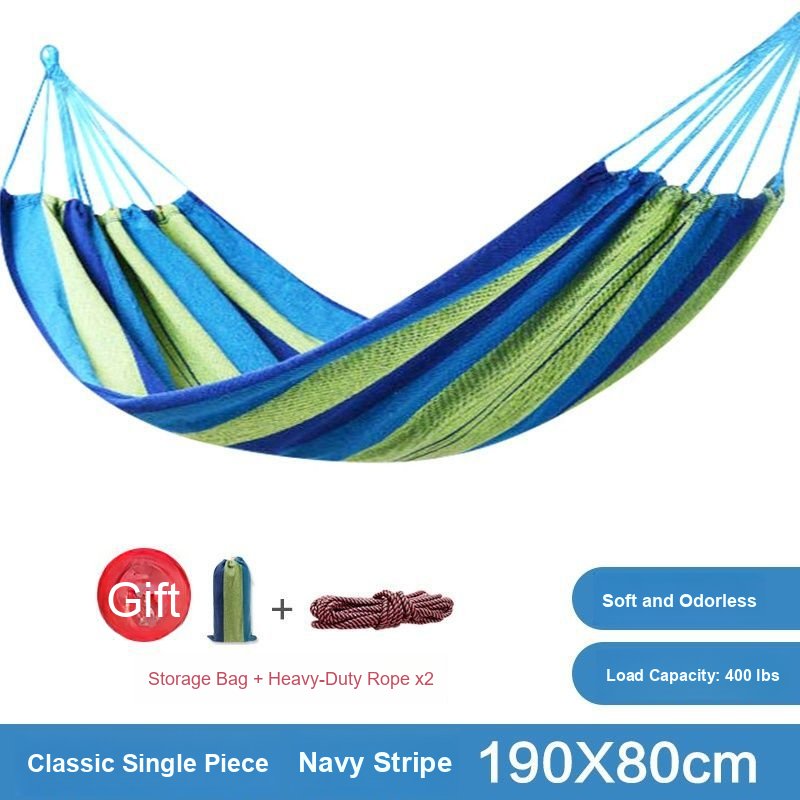 Gift
+
Storage Bag + Heavy-Duty Rope x2
Soft and Odorless
Load Capacity: 400 lbs
Classic Single Piece Navy Stripe 190X80cm